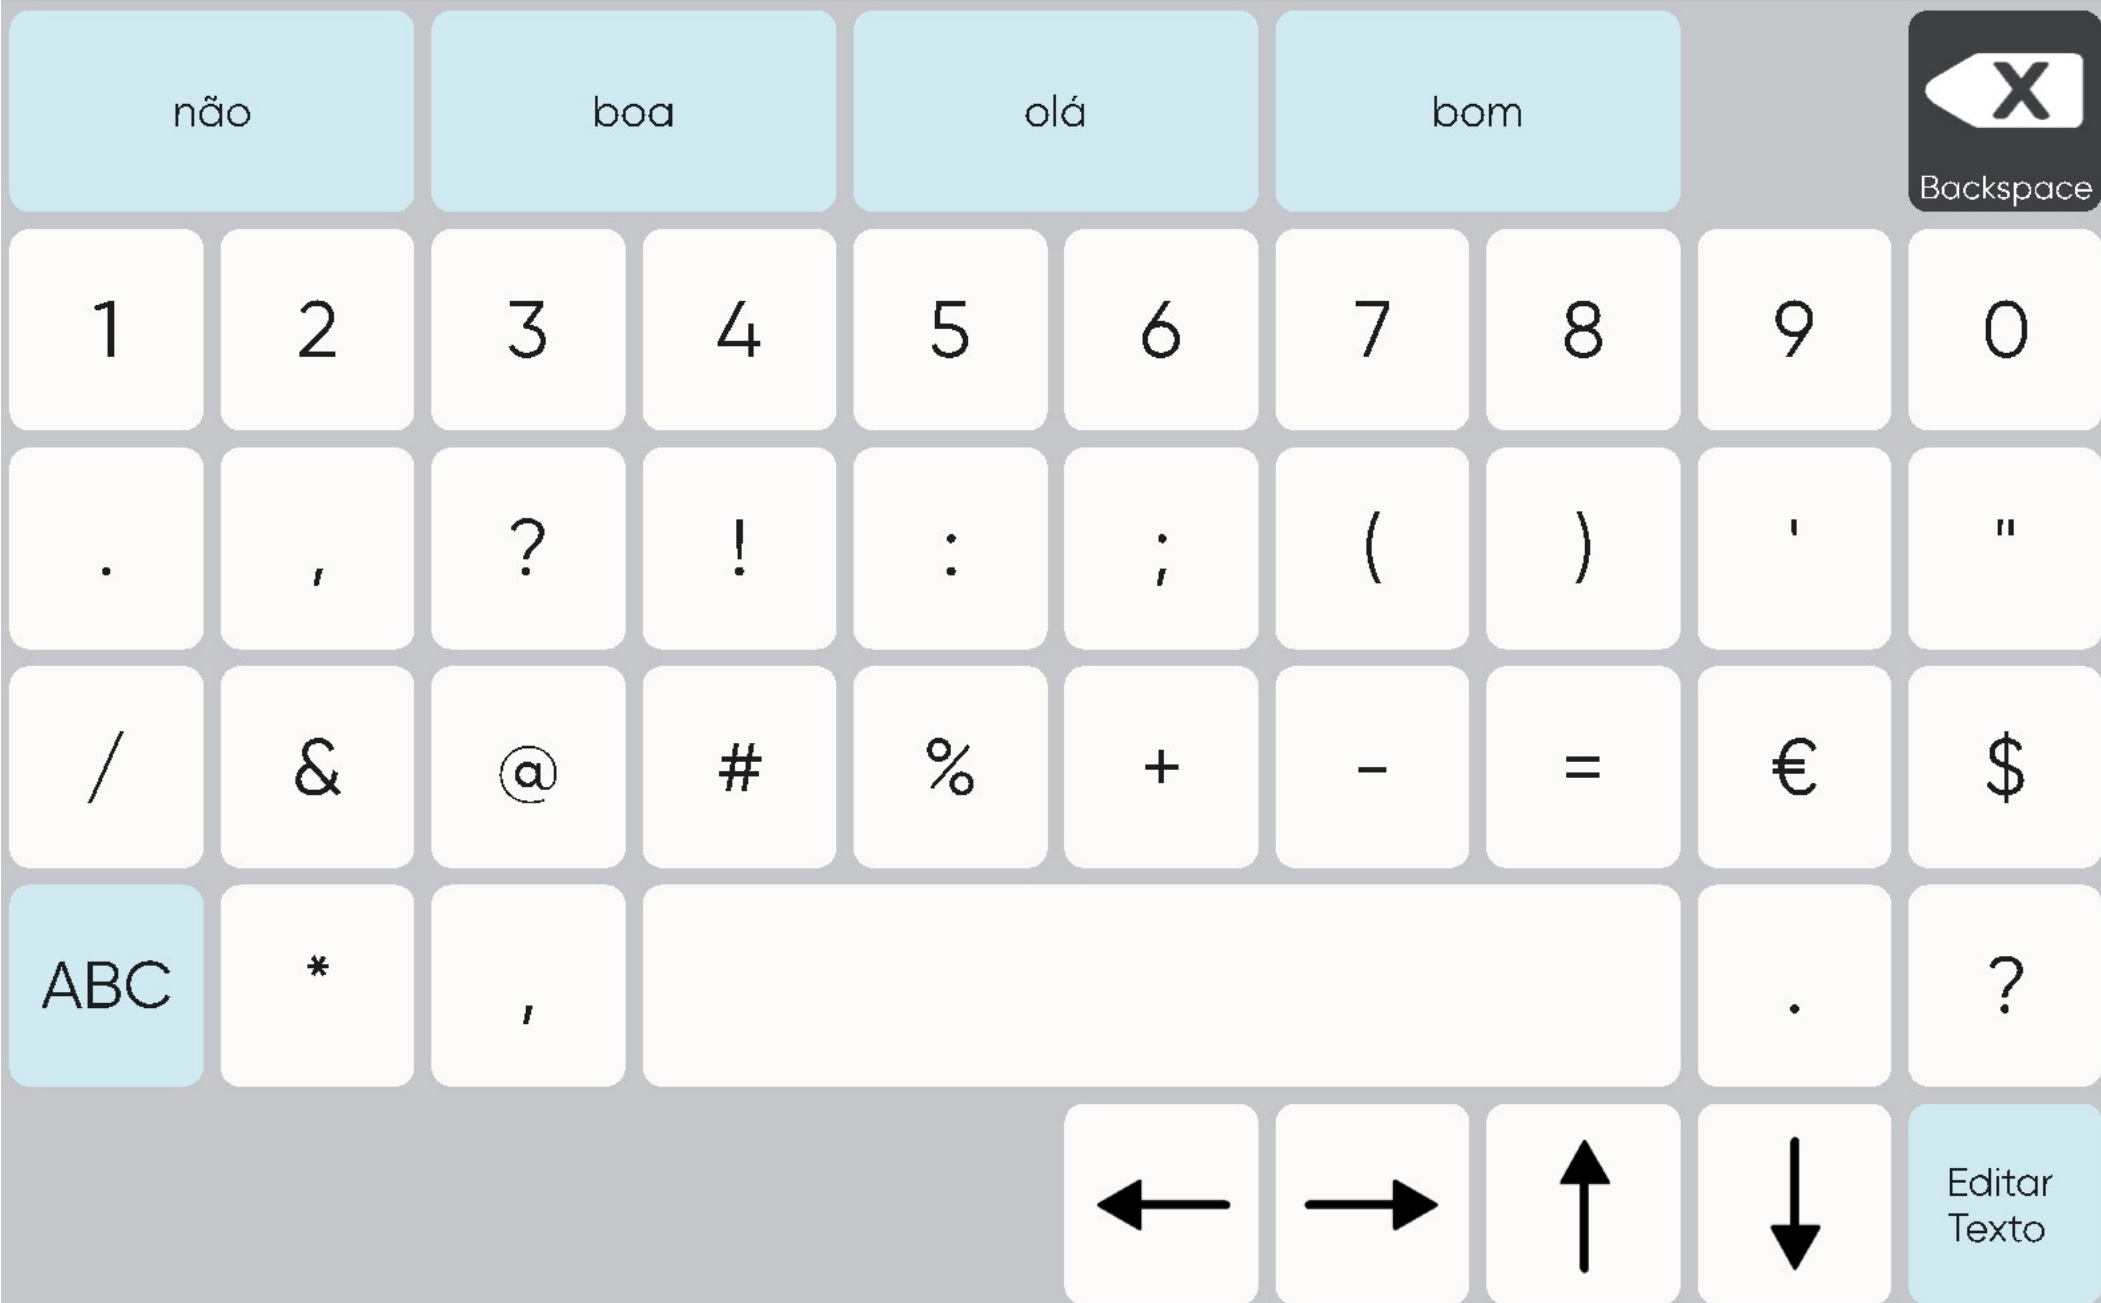 não boa olá bom
Backspace
1 2 3 4 5 6 7 8 9 0
. , ? ! : ; ( ) ' "
/ & @ # % + - = € $
ABC * , . ?
← → ↑ ↓
Editar
Texto